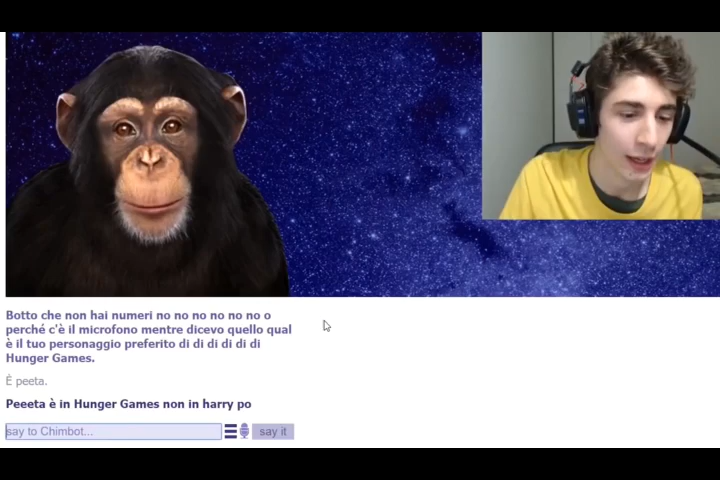 Botto che non hai numeri no no no no no no o
perché c'è il microfono mentre dicevo quello qual
è il tuo personaggio preferito di di di di di di
Hunger Games.
È peeta.
Peeeta è in Hunger Games non in harry po
say to Chimbot...
say it